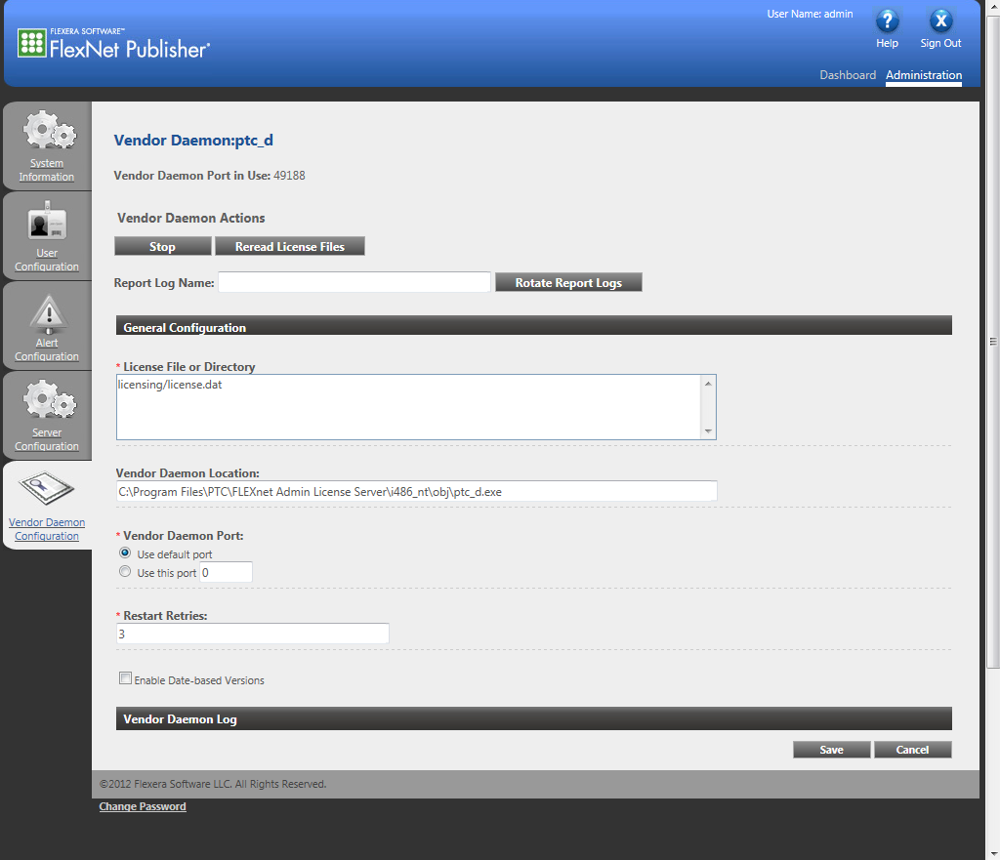 User Name: admin
FLEXERA SOFTWARE™
FlexNet Publisher®
? X
Help Sign Out
Dashboard Administration
System
Information
User
Configuration
Alert
Configuration
Server
Configuration
Vendor Daemon
Configuration
Vendor Daemon:ptc_d
Vendor Daemon Port in Use: 49188
Vendor Daemon Actions
Stop Reread License Files
Report Log Name: Rotate Report Logs
General Configuration
* License File or Directory
licensing/license.dat
Vendor Daemon Location:
C:\Program Files\PTC\FLEXnet Admin License Server\i486_nt\obj\ptc_d.exe
* Vendor Daemon Port:
Use default port
Use this port 0
* Restart Retries:
3
Enable Date-based Versions
Vendor Daemon Log
Save Cancel
©2012 Flexera Software LLC. All Rights Reserved.
Change Password